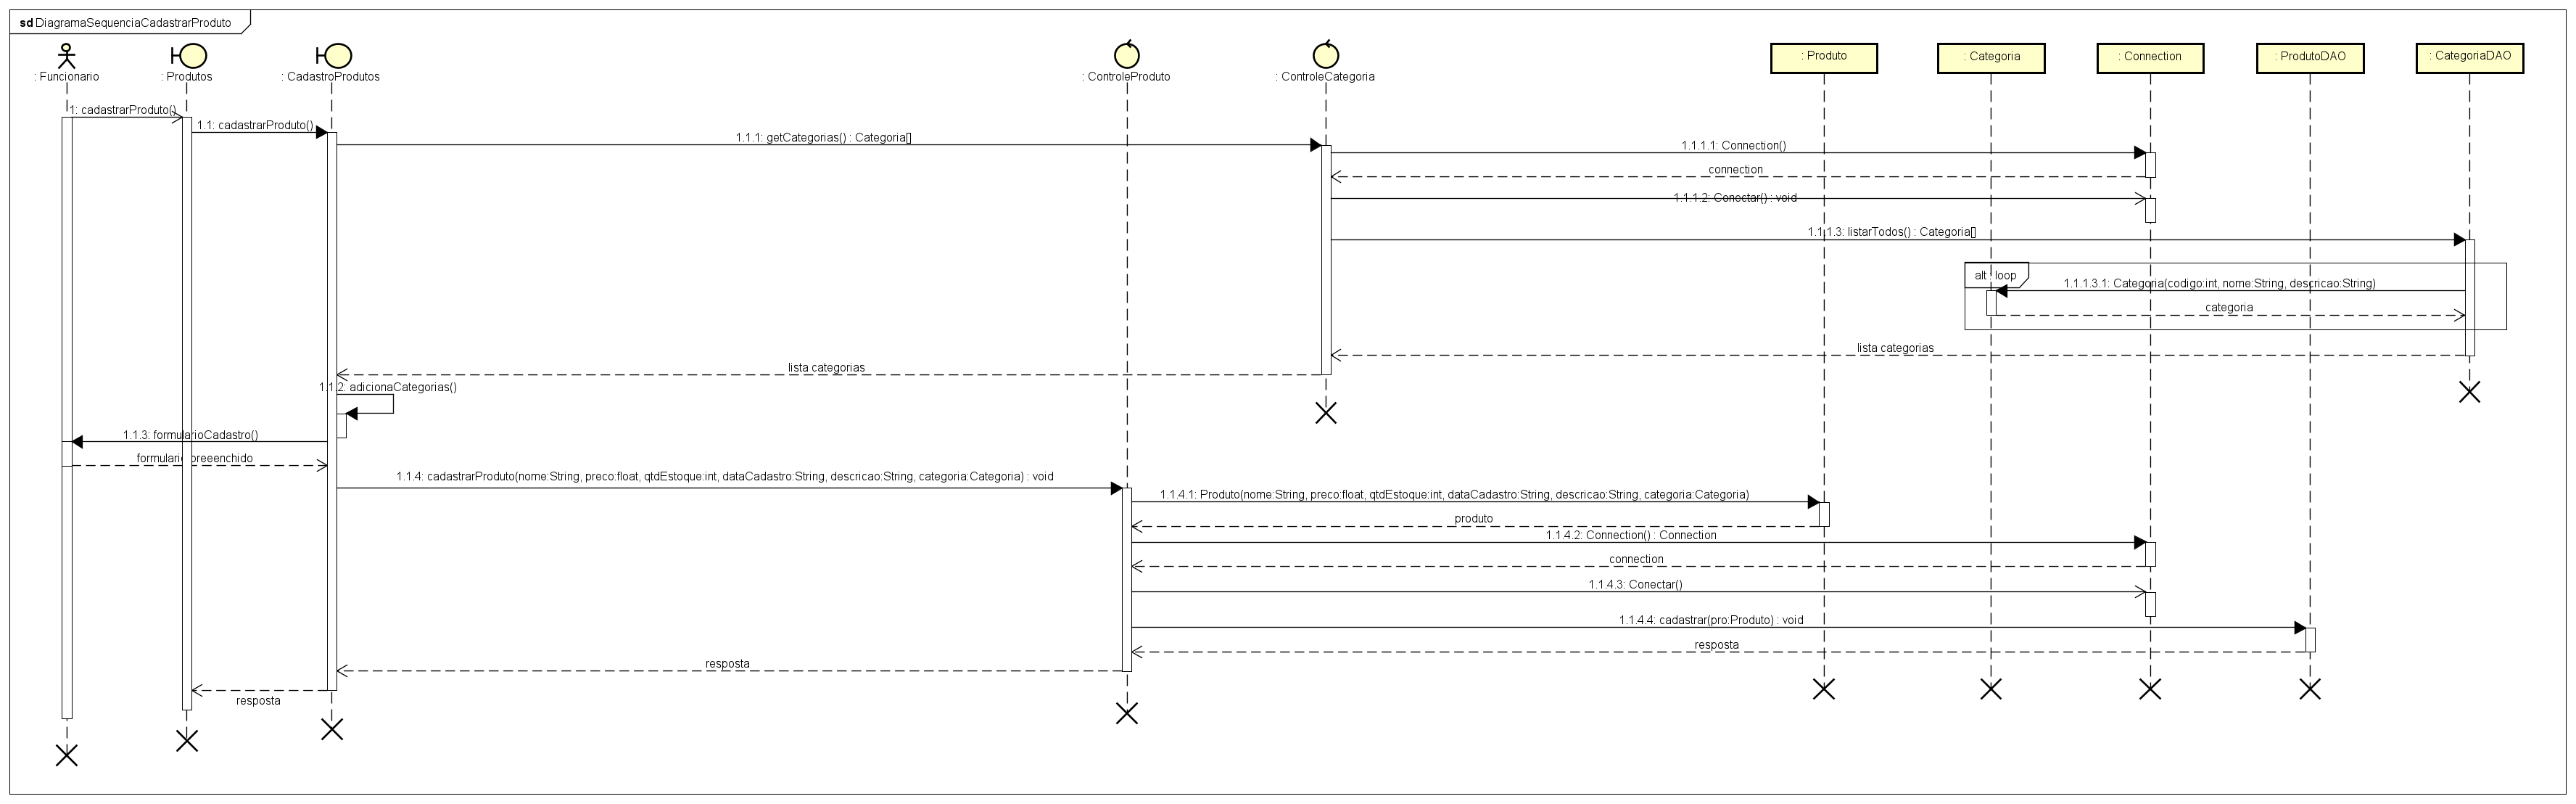 sd DiagramaSequenciaCadastrarProduto
: Funcionario
: Produtos
: CadastroProdutos
: ControleProduto
: ControleCategoria
: Produto
: Categoria
: Connection
: ProdutoDAO
: CategoriaDAO
1: cadastrarProduto()
1.1: cadastrarProduto()
1.1.1: getCategorias() : Categoria[]
1.1.1.1: Connection()
connection
1.1.1.2: Conectar() : void
1.1.1.3: listarTodos() : Categoria[]
alt : loop
1.1.1.3.1: Categoria(codigo:int, nome:String, descricao:String)
categoria
lista categorias
lista categorias
1.1.2: adicionaCategorias()
1.1.3: formularioCadastro()
formulario preeenchido
1.1.4: cadastrarProduto(nome:String, preco:float, qtdEstoque:int, dataCadastro:String, descricao:String, categoria:Categoria) : void
1.1.4.1: Produto(nome:String, preco:float, qtdEstoque:int, dataCadastro:String, descricao:String, categoria:Categoria)
produto
1.1.4.2: Connection() : Connection
connection
1.1.4.3: Conectar()
1.1.4.4: cadastrar(pro:Produto) : void
resposta
resposta
resposta